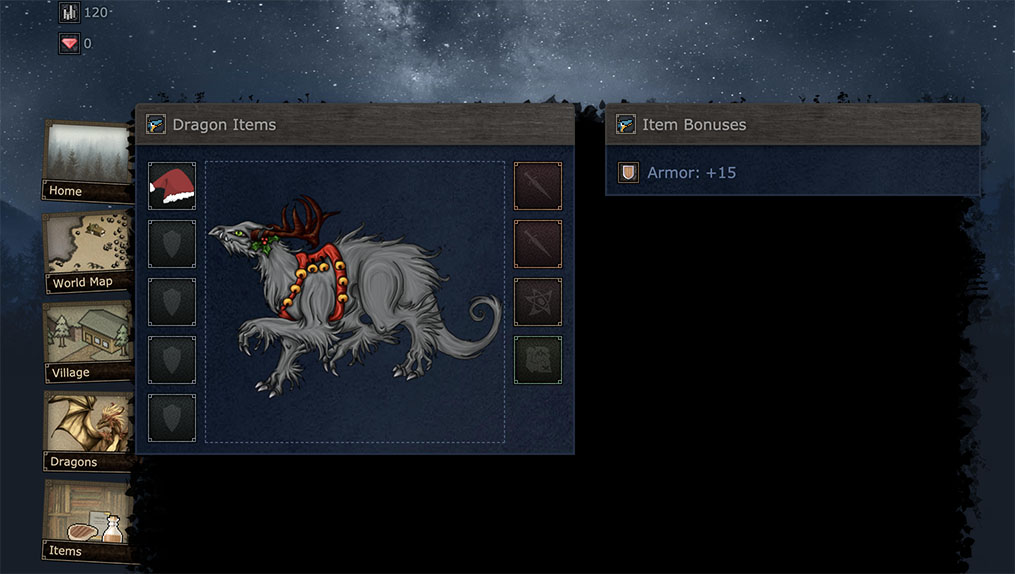 120
0
Dragon Items
Item Bonuses
Armor: +15
Home
World Map
Village
Dragons
Items